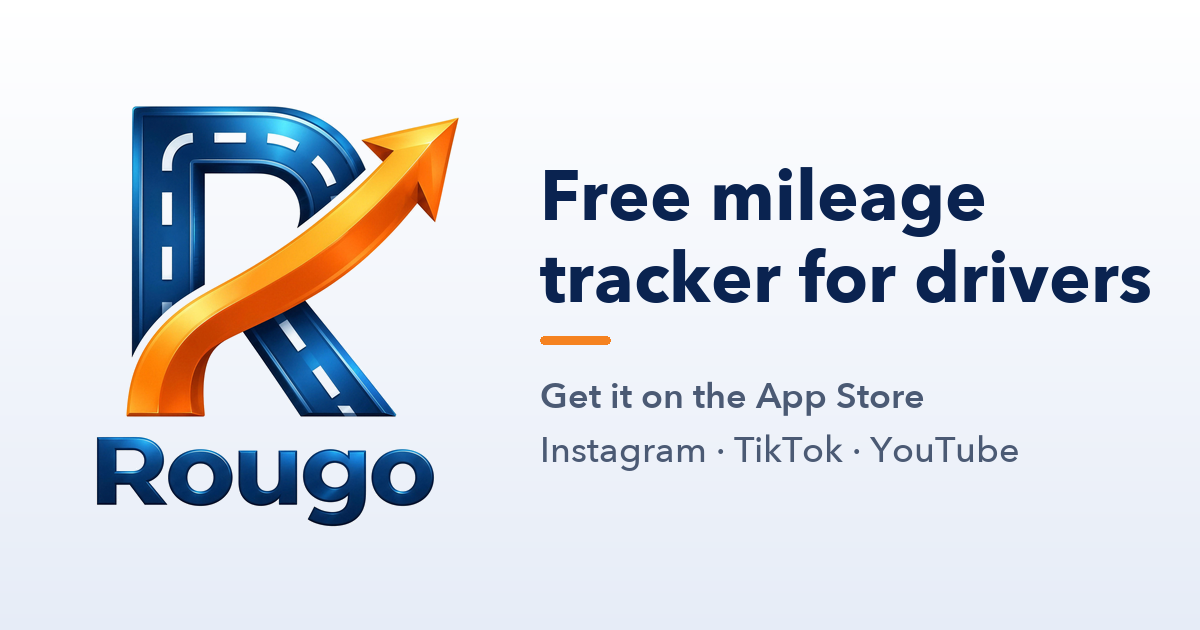 Rougo
Free mileage
tracker for drivers
Get it on the App Store
Instagram · TikTok · YouTube